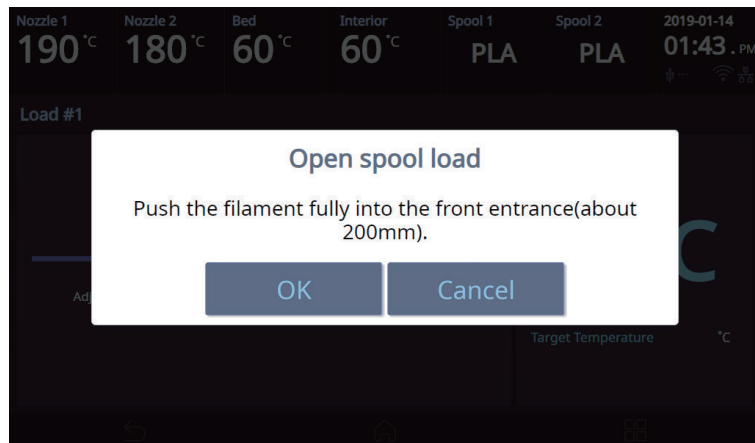 Nozzle 1 Nozzle 2 Bed Interior Spool 1 Spool 2 2019-01-14
190 °C 180 °C 60 °C 60 °C PLA PLA 01:43 . PM
Load #1
Open spool load
Push the filament fully into the front entrance(about
200mm).
OK Cancel
C
Adj
Target Temperature °C